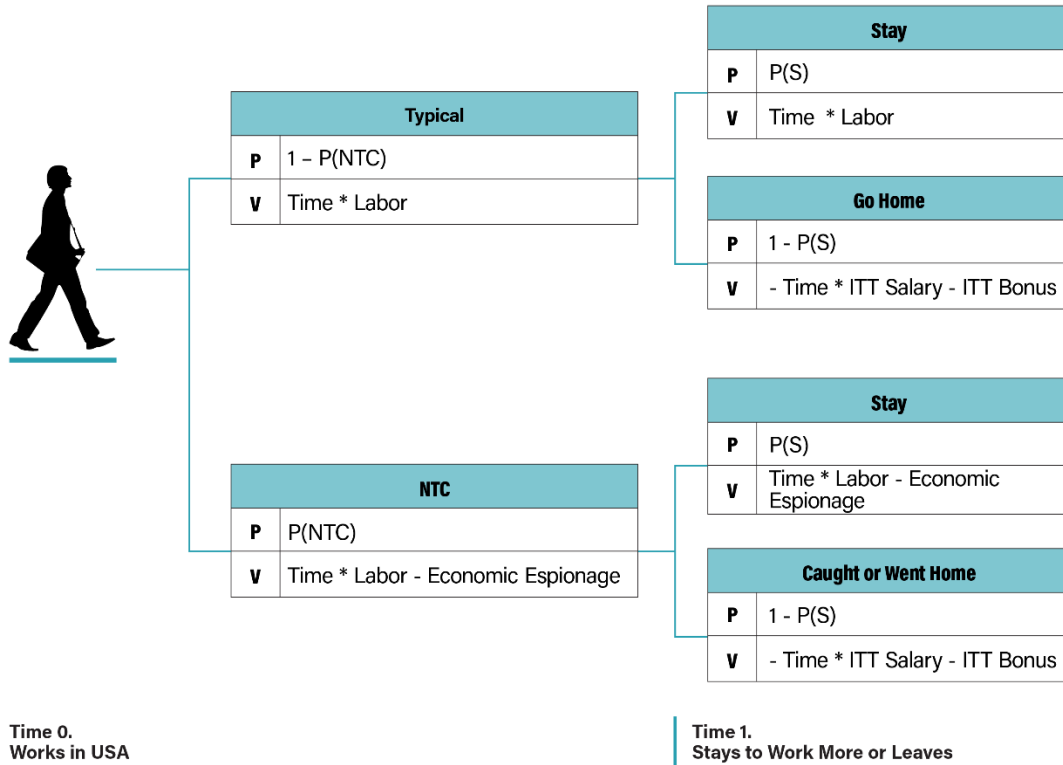 Typical
P 1 – P(NTC)
V Time * Labor
Stay
P P(S)
V Time * Labor
Go Home
P 1 - P(S)
V - Time * ITT Salary - ITT Bonus
NTC
P P(NTC)
V Time * Labor - Economic Espionage
Stay
P P(S)
V Time * Labor - Economic
Espionage
Caught or Went Home
P 1 - P(S)
V - Time * ITT Salary - ITT Bonus
Time 0.
Works in USA
Time 1.
Stays to Work More or Leaves